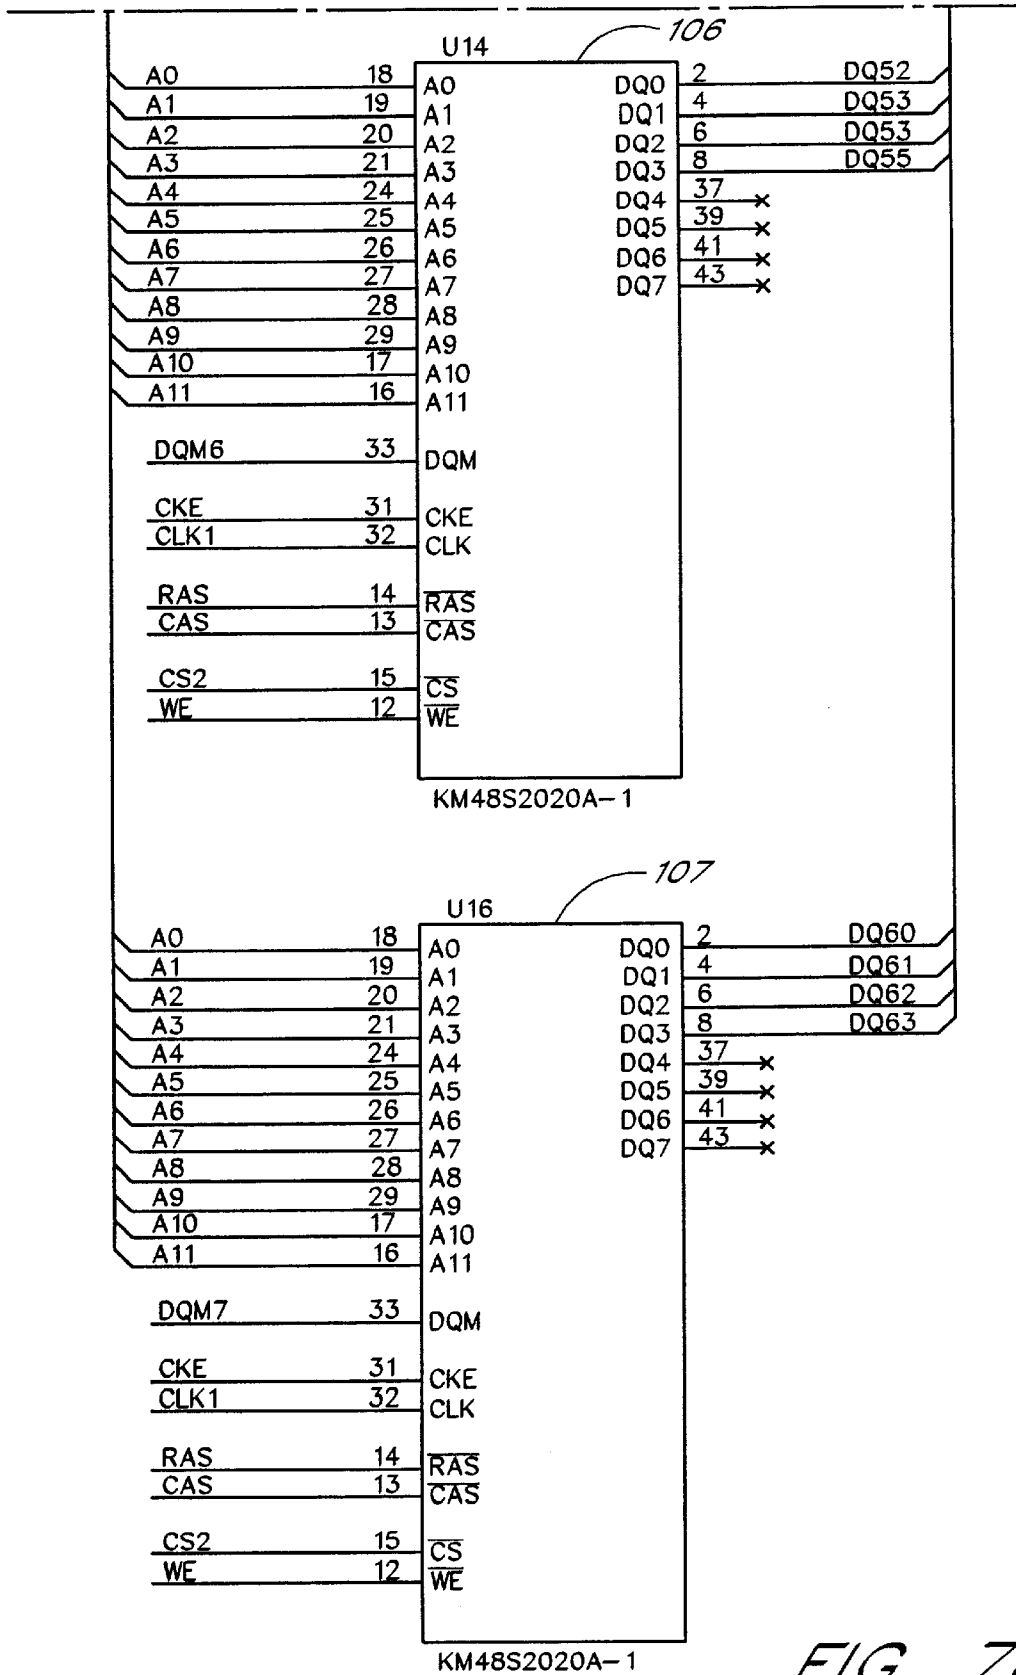 106
U14
A0 18 A0 DQ0 2 DQ52
A1 19 A1 DQ1 4 DQ53
A2 20 A2 DQ2 6 DQ53
A3 21 A3 DQ3 8 DQ55
A4 24 A4 DQ4 37
A5 25 A5 DQ5 39
A6 26 A6 DQ6 41
A7 27 A7 DQ7 43
A8 28 A8
A9 29 A9
A10 17 A10
A11 16 A11
DQM6 33 DQM
CKE 31 CKE
CLK1 32 CLK
RAS 14 RAS
CAS 13 CAS
CS2 15 CS
WE 12 WE
KM48S2020A-1
107
U16
A0 18 A0 DQ0 2 DQ60
A1 19 A1 DQ1 4 DQ61
A2 20 A2 DQ2 6 DQ62
A3 21 A3 DQ3 8 DQ63
A4 24 A4 DQ4 37
A5 25 A5 DQ5 39
A6 26 A6 DQ6 41
A7 27 A7 DQ7 43
A8 28 A8
A9 29 A9
A10 17 A10
A11 16 A11
DQM7 33 DQM
CKE 31 CKE
CLK1 32 CLK
RAS 14 RAS
CAS 13 CAS
CS2 15 CS
WE 12 WE
KM48S2020A-1
FIG.